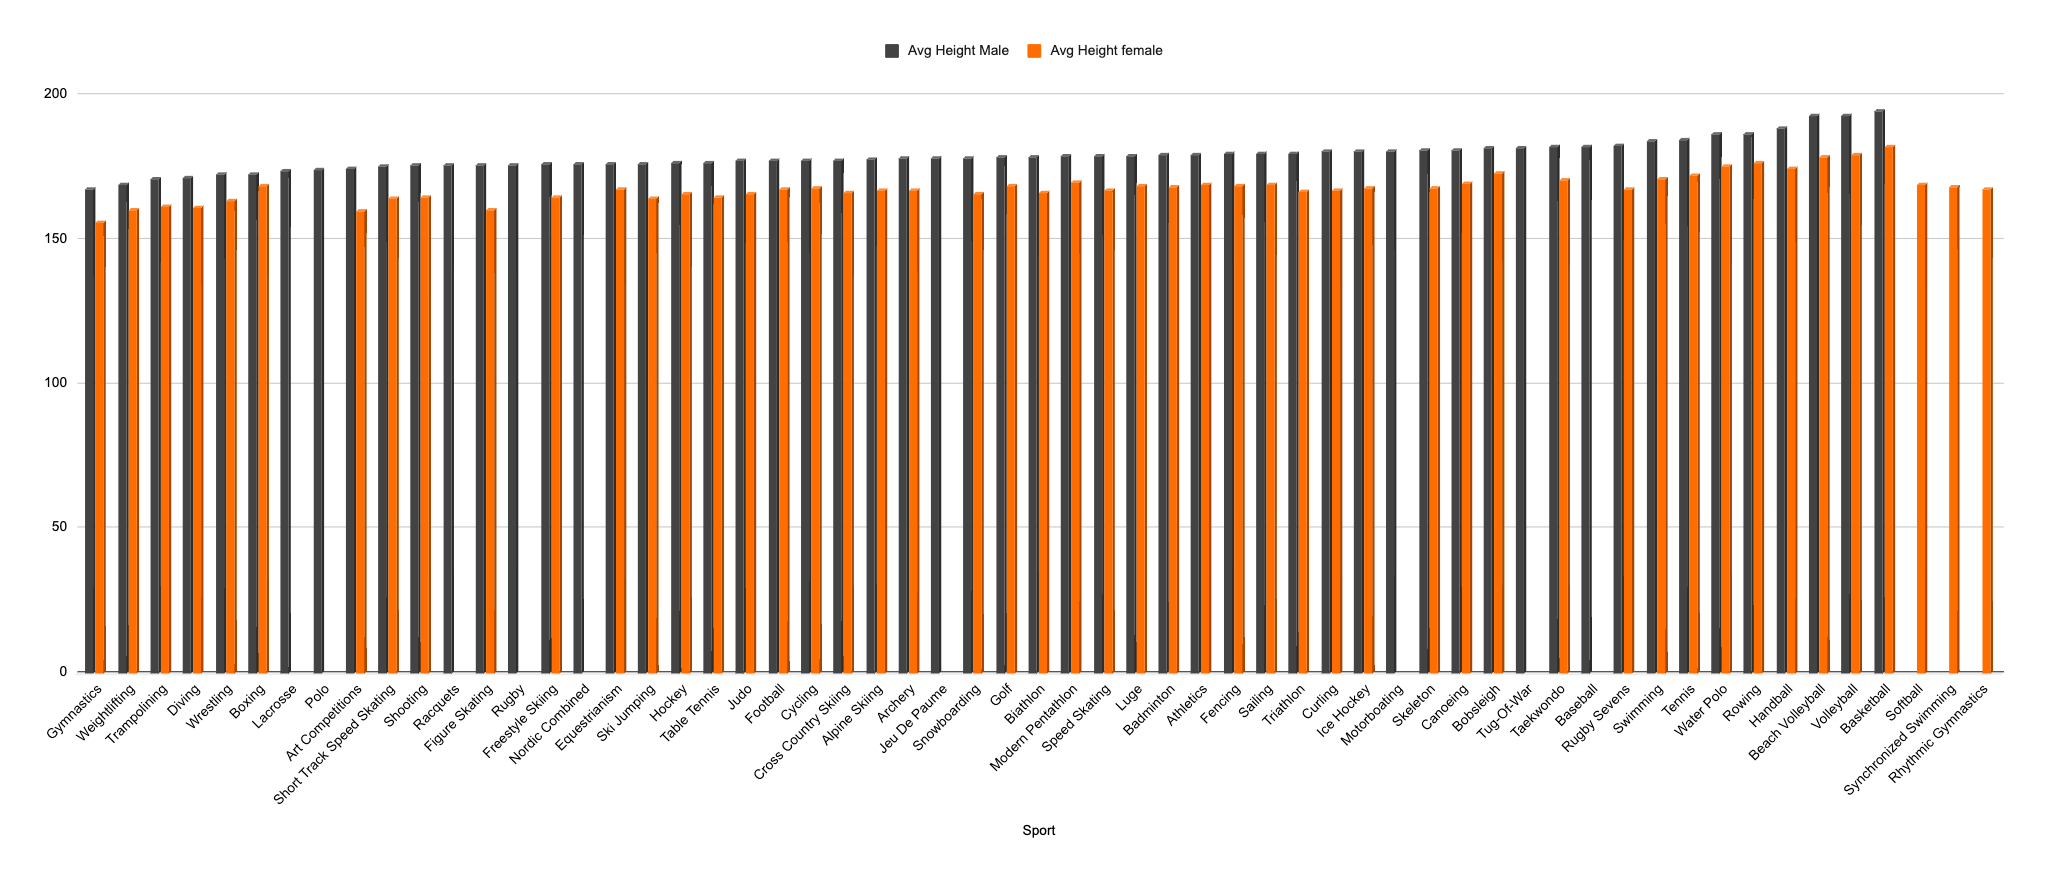 Avg Height Male
Avg Height female
200
150
100
50
0
Gymnastics
Weightlifting
Trampolining
Diving
Wrestling
Boxing
Lacrosse
Polo
Art Competitions
Short Track Speed Skating
Shooting
Racquets
Figure Skating
Rugby
Freestyle Skiing
Nordic Combined
Equestrianism
Ski Jumping
Hockey
Table Tennis
Judo
Football
Cycling
Cross Country Skiing
Alpine Skiing
Archery
Jeu De Paume
Snowboarding
Golf
Biathlon
Modern Pentathlon
Speed Skating
Luge
Badminton
Athletics
Fencing
Sailing
Triathlon
Curling
Ice Hockey
Motorboating
Skeleton
Canoeing
Bobsleigh
Tug-Of-War
Taekwondo
Baseball
Rugby Sevens
Swimming
Tennis
Water Polo
Rowing
Handball
Beach Volleyball
Volleyball
Basketball
Softball
Synchronized Swimming
Rhythmic Gymnastics
Sport